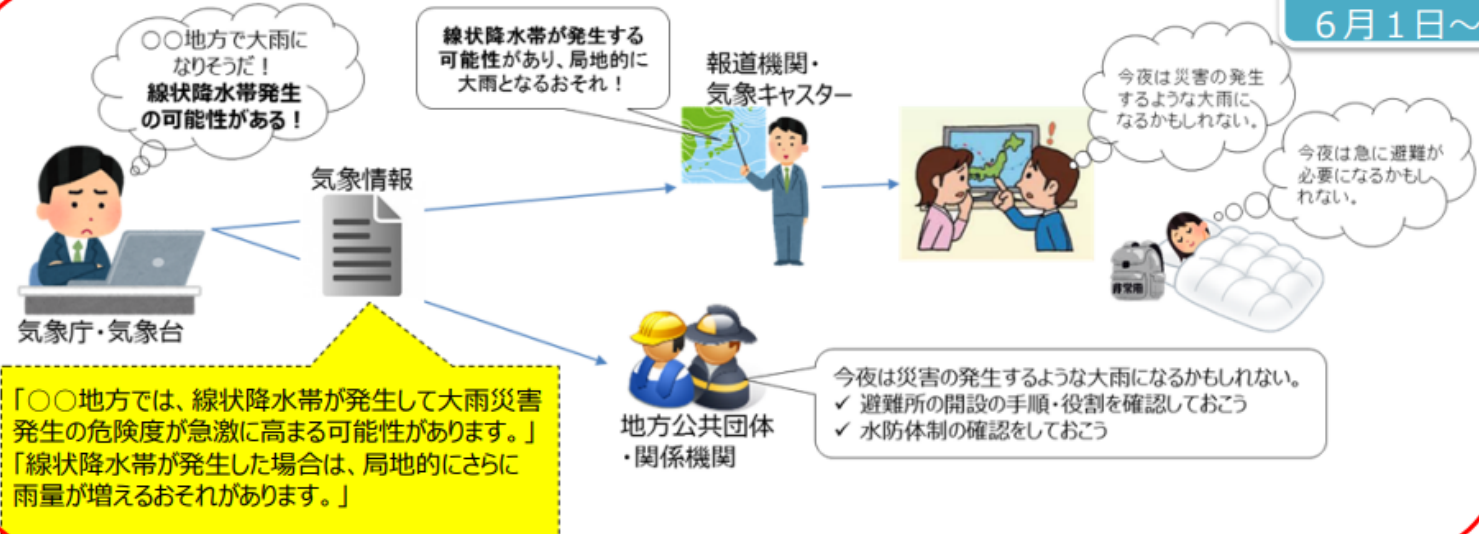 6月1日～
○○地方で大雨に
なりそうだ！
線状降水帯発生
の可能性がある！
線状降水帯が発生する
可能性があり、局地的に
大雨となるおそれ！
報道機関・
気象キャスター
今夜は災害の発生
するような大雨に
なるかもしれない。
今夜は急に避難が
必要になるかもし
れない。
気象情報
非常用
気象庁・気象台
「○○地方では、線状降水帯が発生して大雨災害
発生の危険度が急激に高まる可能性があります。」
「線状降水帯が発生した場合は、局地的にさらに
雨量が増えるおそれがあります。」
地方公共団体
・関係機関
今夜は災害の発生するような大雨になるかもしれない。
✓ 避難所の開設の手順・役割を確認しておこう
✓ 水防体制の確認をしておこう